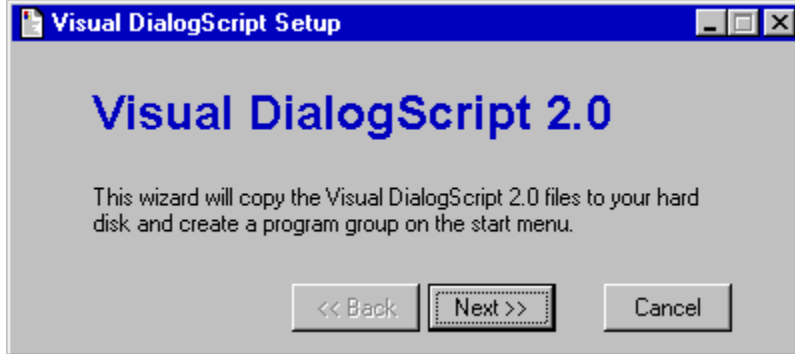 Visual DialogScript Setup
Visual DialogScript 2.0
This wizard will copy the Visual DialogScript 2.0 files to your hard
disk and create a program group on the start menu.
<< Back Next >> Cancel